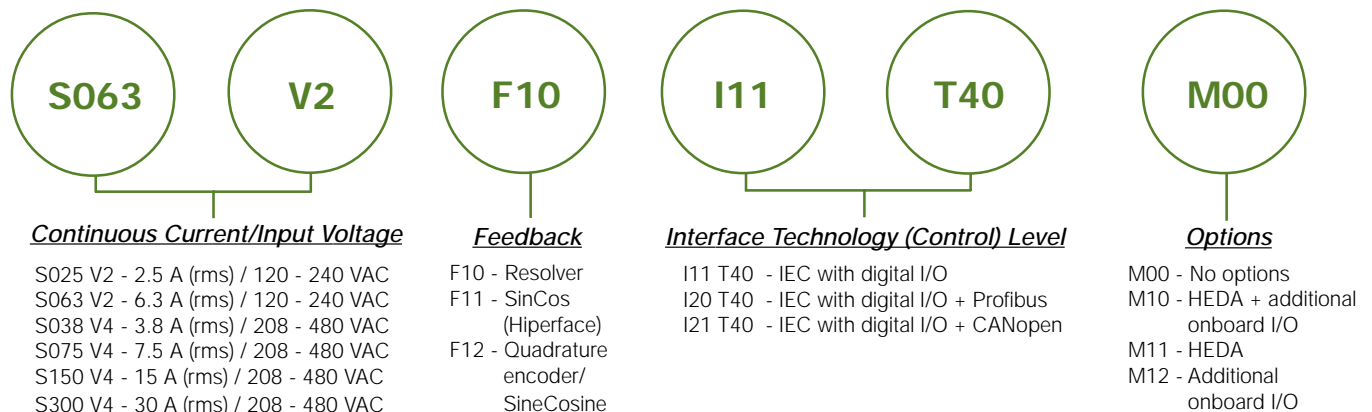 S063 V2 F10 I11 T40 M00
Continuous Current/Input Voltage
S025 V2 - 2.5 A (rms) / 120 - 240 VAC
S063 V2 - 6.3 A (rms) / 120 - 240 VAC
S038 V4 - 3.8 A (rms) / 208 - 480 VAC
S075 V4 - 7.5 A (rms) / 208 - 480 VAC
S150 V4 - 15 A (rms) / 208 - 480 VAC
S300 V4 - 30 A (rms) / 208 - 480 VAC
Feedback
F10 - Resolver
F11 - SinCos
(Hiperface)
F12 - Quadrature
encoder/
SineCosine
Interface Technology (Control) Level
I11 T40 - IEC with digital I/O
I20 T40 - IEC with digital I/O + Profibus
I21 T40 - IEC with digital I/O + CANopen
Options
M00 - No options
M10 - HEDA + additional
onboard I/O
M11 - HEDA
M12 - Additional
onboard I/O